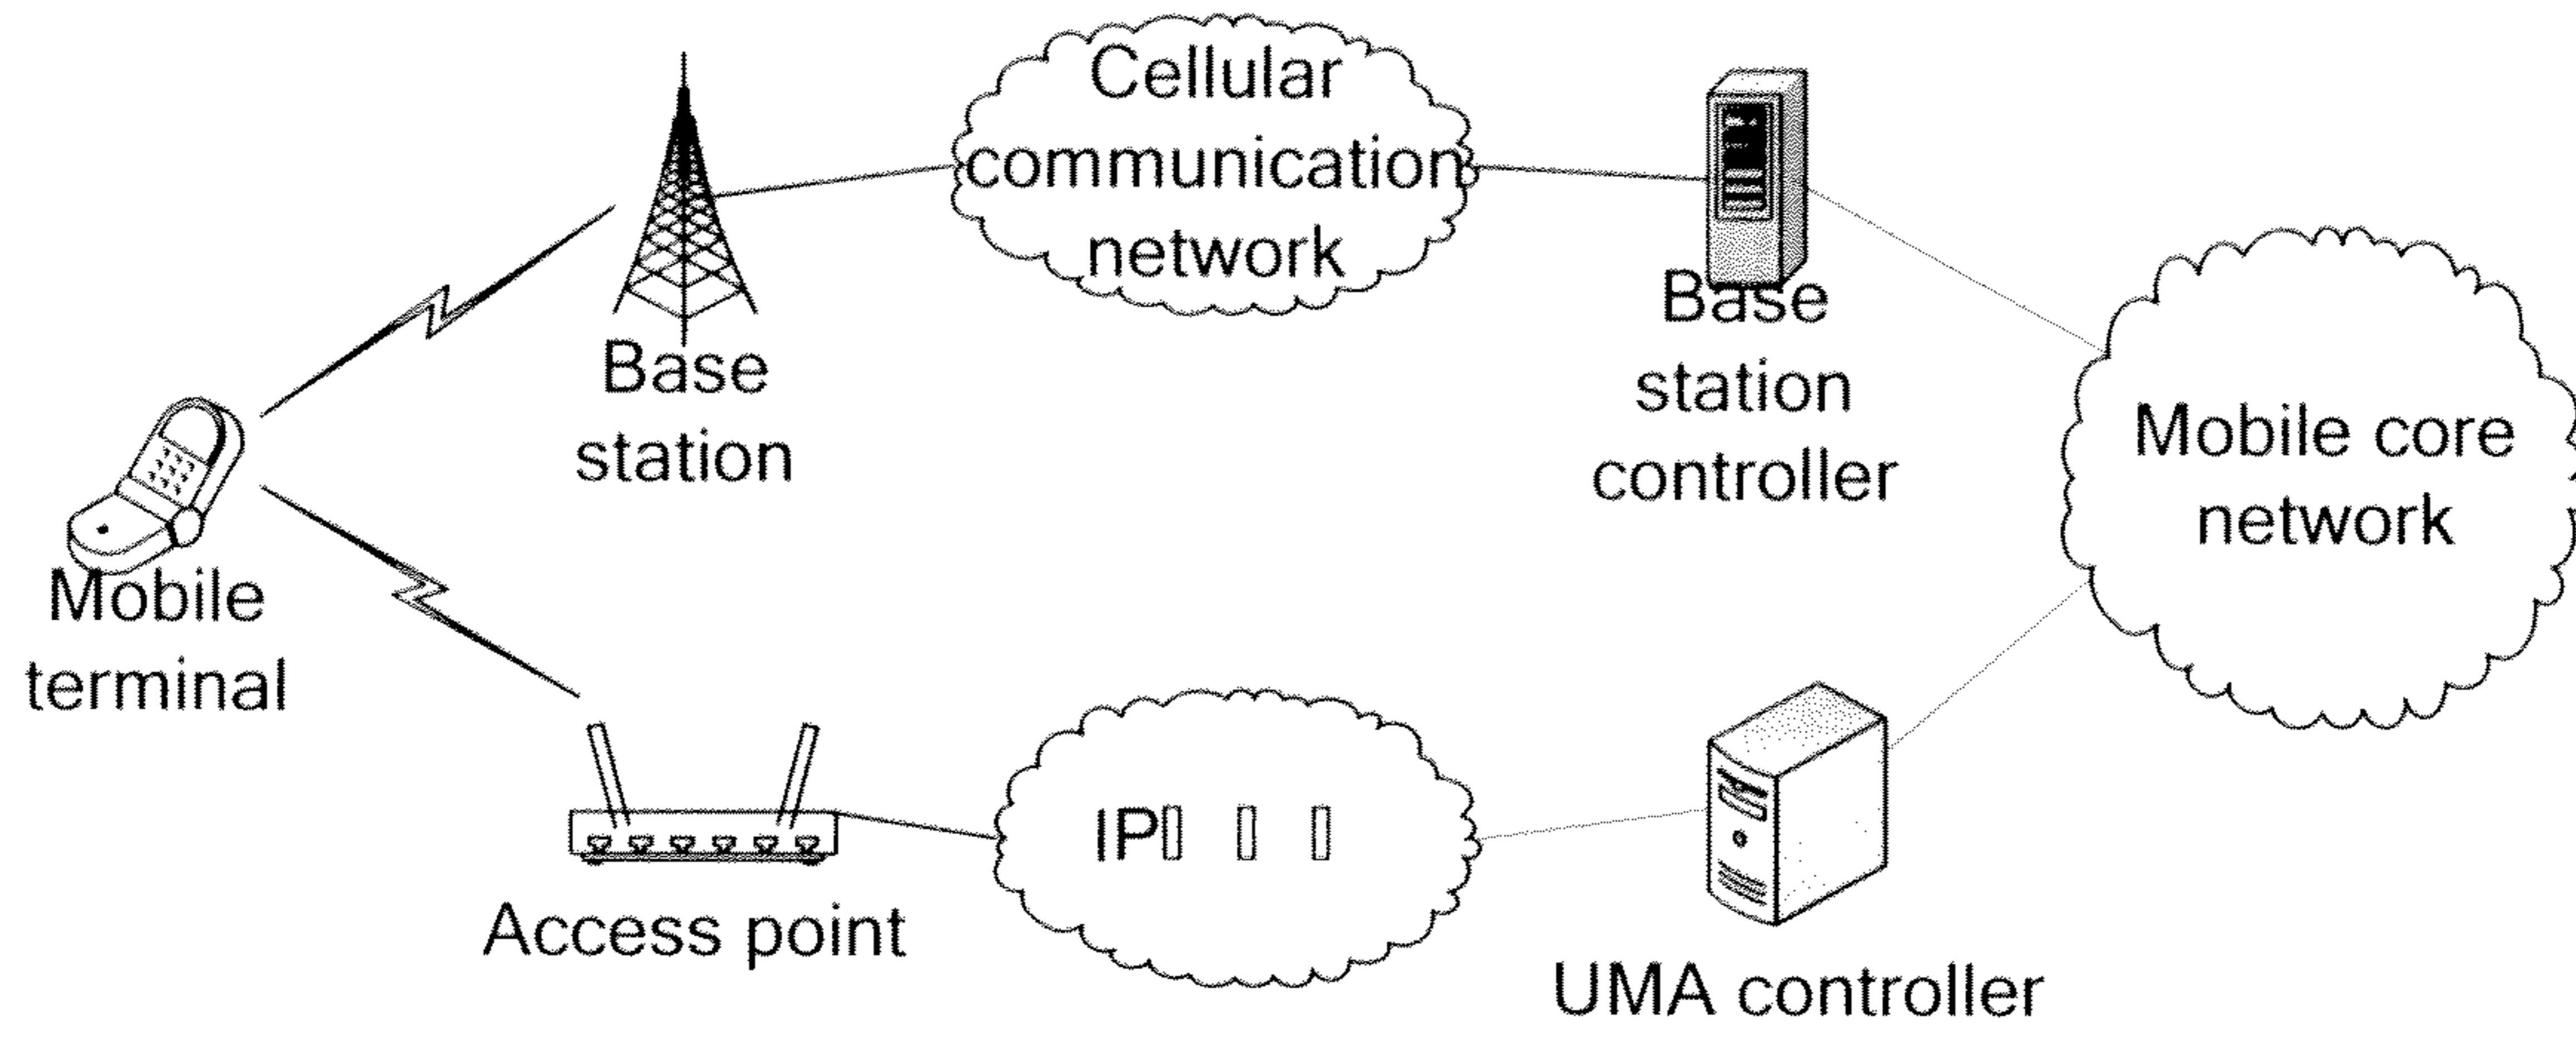 Cellular
communication
network
Base
station
Base
station
controller
Mobile core
network
Mobile
terminal
IP
Access point
UMA controller